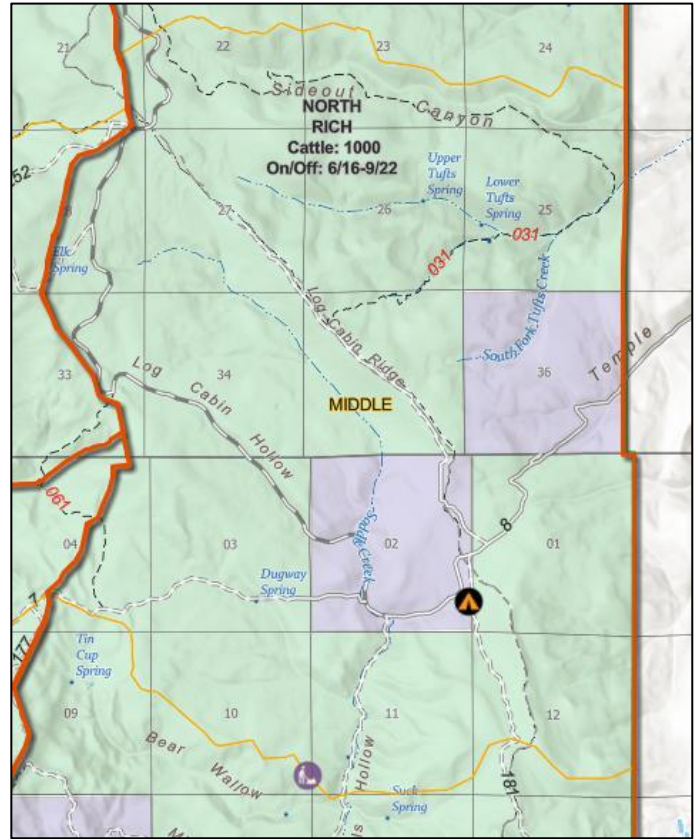 21
22
23
24
Sideout
Canyon
NORTH
RICH
Cattle: 1000
On/Off: 6/16-9/22
52
Upper
Tufts
Spring
Lower
Tufts
Spring
28
27
26
25
031
031
Elk
Spring
Log Cabin Ridge
South Fork Tufts Creek
33
34
36
Temple
Log
Cabin
Hollow
MIDDLE
061
04
03
02
01
8
Saddle Creek
Dugway
Spring
7
177
Tin
Cup
Spring
09
10
11
12
Bear
Wallow
Hollow
Suck
Spring
181